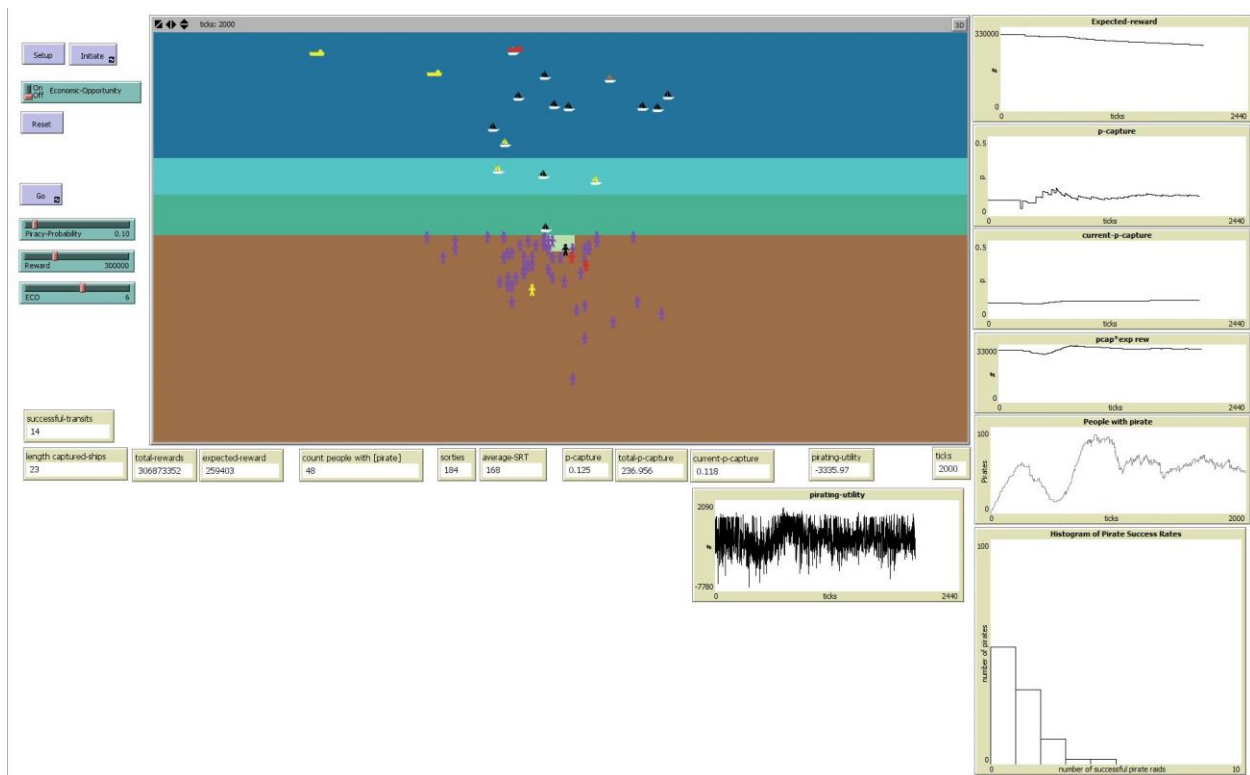 ticks: 2000
3D
Setup
Initiate
On
Off
Economic-Opportunity
Reset
Go
Piracy-Probability 0.10
Reward 300000
ECO 6
successful-transits
14
length captured-ships
23
total-rewards
306873352
expected-reward
259403
count people with [pirate]
48
sorties
184
average-SRT
168
p-capture
0.125
total-p-capture
236.956
current-p-capture
0.118
pirating-utility
-3335.97
ticks
2000
Expected-reward
330000
#
0
0
ticks
2440
p-capture
0.5
p
0
0
ticks
2440
current-p-capture
0.5
p
0
0
ticks
2440
pcap*exp rew
33000
#
0
0
ticks
2440
People with pirate
100
Pirates
0
0
ticks
2000
pirating-utility
2090
#
-7780
0
ticks
2440
Histogram of Pirate Success Rates
100
number of pirates
0
0
number of successful pirate raids
10